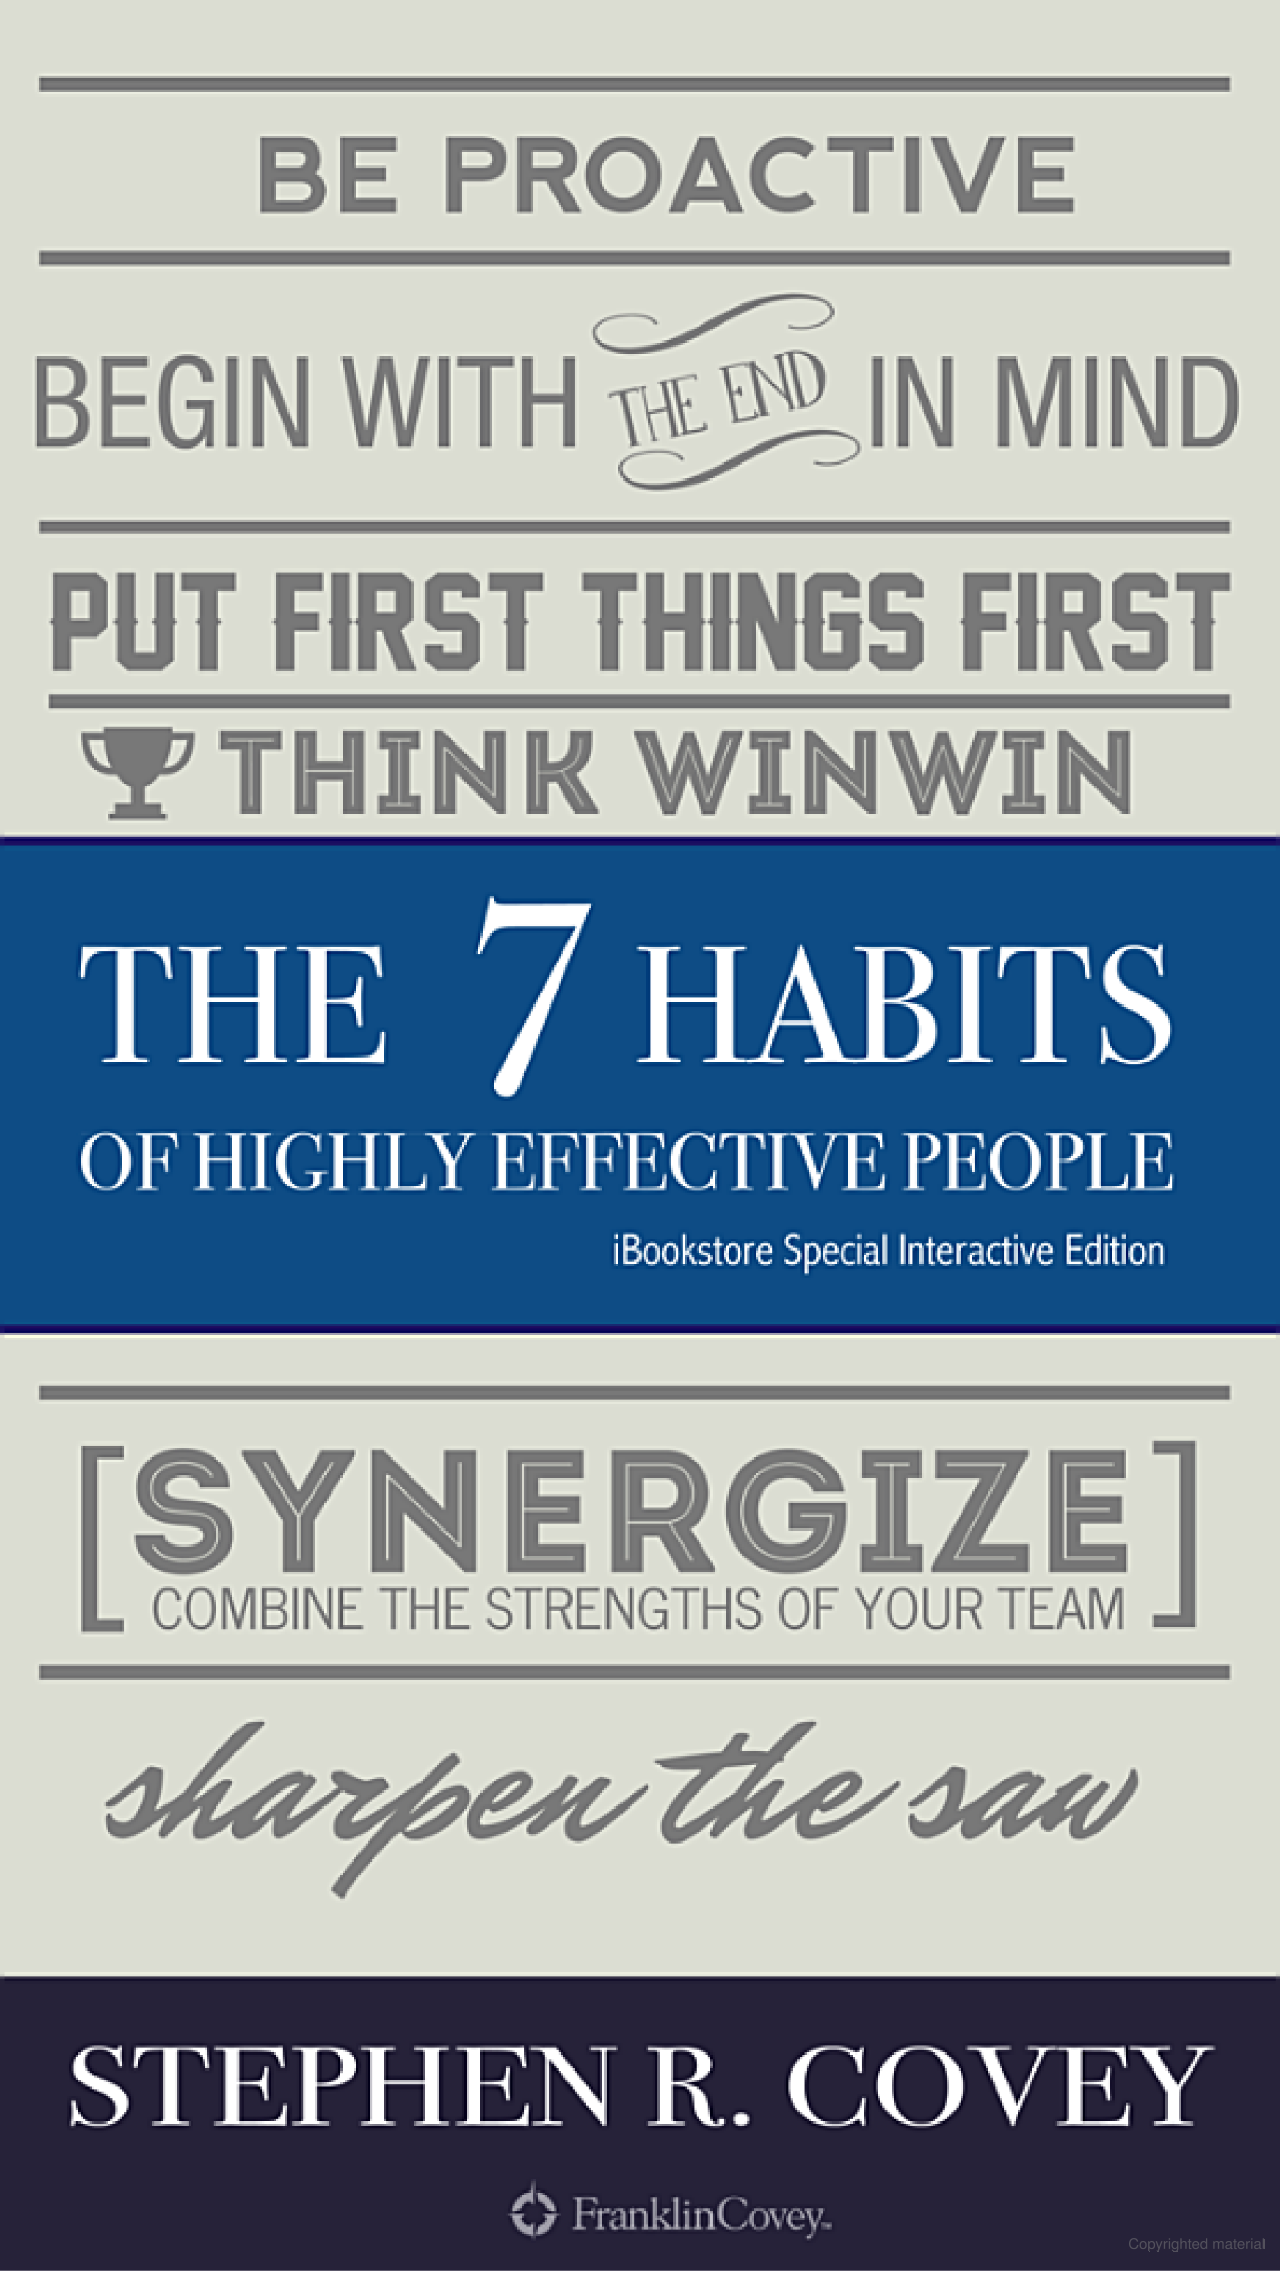 BE PROACTIVE
BEGIN WITH THE END IN MIND
PUT FIRST THINGS FIRST
THINK WINWIN
THE 7 HABITS
OF HIGHLY EFFECTIVE PEOPLE
iBookstore Special Interactive Edition
[SYNERGIZE]
COMBINE THE STRENGTHS OF YOUR TEAM
sharpen the saw
STEPHEN R. COVEY
FranklinCovey™
Copyrighted material